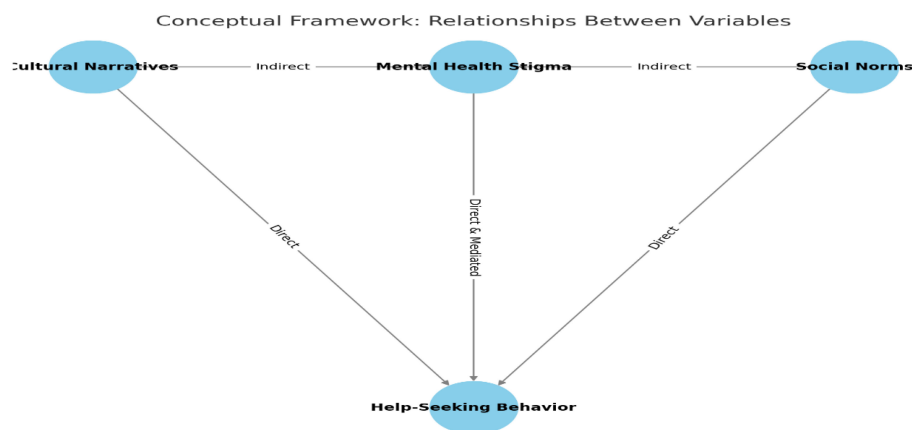 Conceptual Framework: Relationships Between Variables
Cultural Narratives
Indirect
Mental Health Stigma
Indirect
Social Norms
Direct
Direct & Mediated
Direct
Help-Seeking Behavior